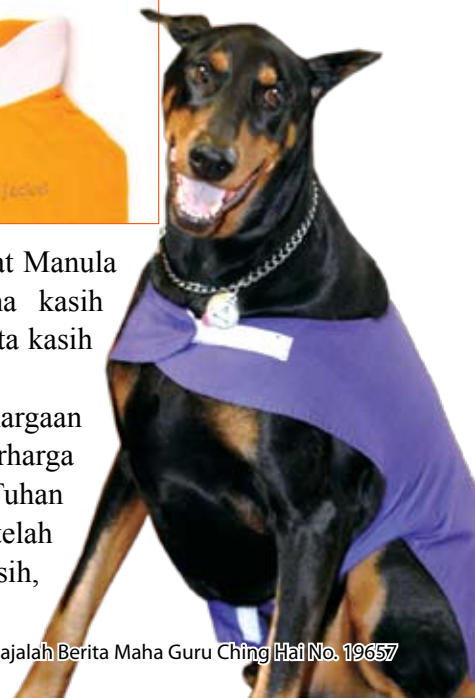 at Manula
a kasih
ta kasih
argaan
rharga
Tuhan
telah
sih,
ajalah Berita Maha Guru Ching Hai No. 19657